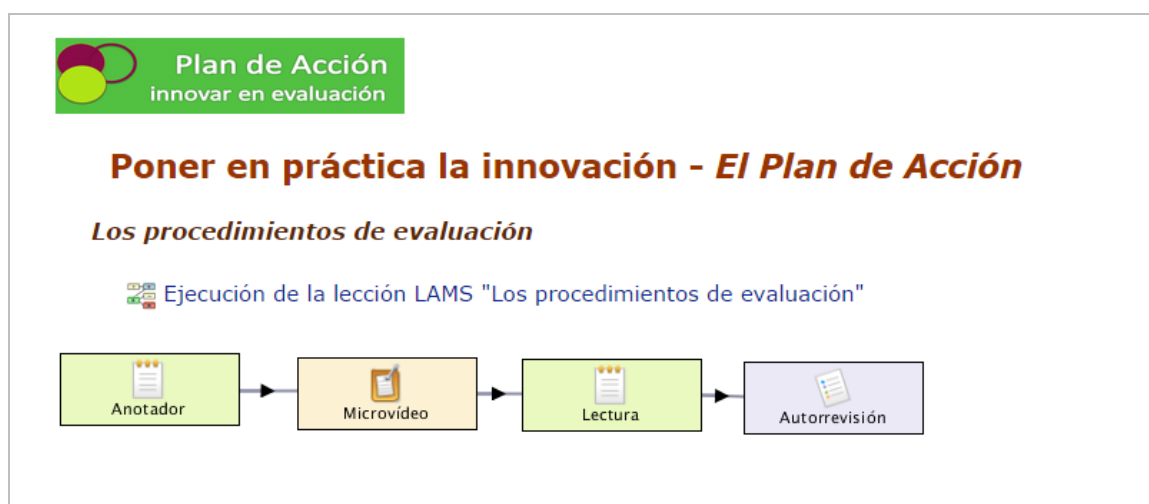 Plan de Acción
innovar en evaluación
Poner en práctica la innovación - El Plan de Acción
Los procedimientos de evaluación
Ejecución de la lección LAMS "Los procedimientos de evaluación"
Anotador
Microvídeo
Lectura
Autorrevisión